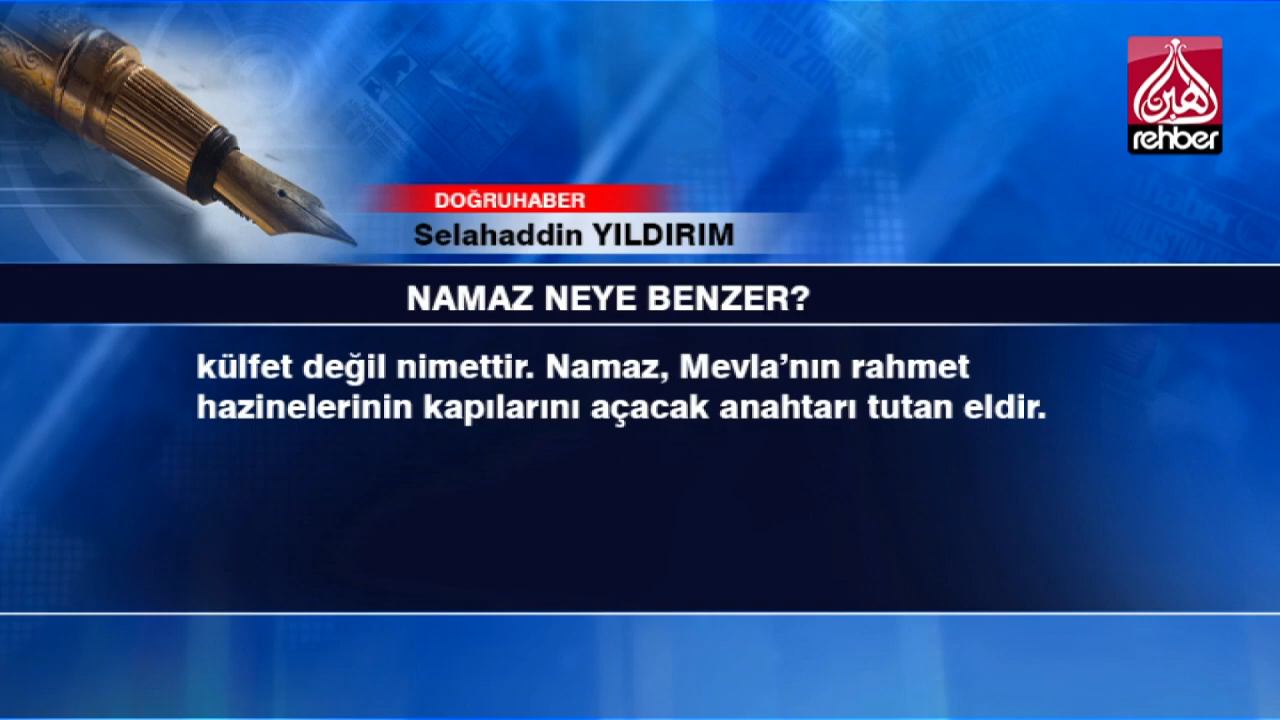 رهبر
rehber
DOĞRUHABER
Selahaddin YILDIRIM
NAMAZ NEYE BENZER?
külfet değil nimettir. Namaz, Mevla’nın rahmet
hazinelerinin kapılarını açacak anahtarı tutan eldir.